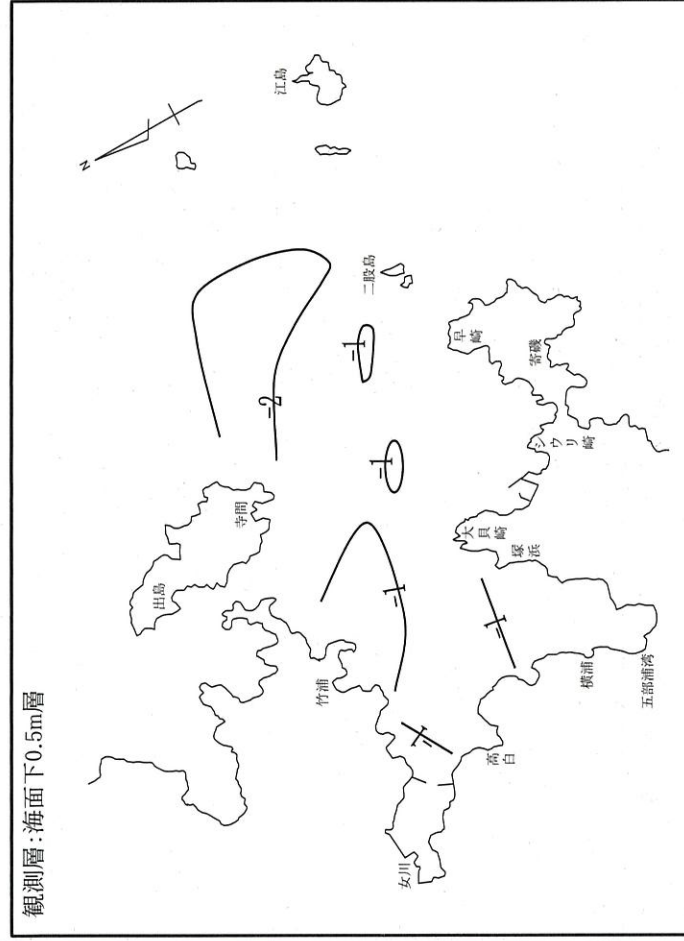 観測層:海面下0.5m層
N
江島
二股島
早崎
寄磯
シウリ崎
大貝崎
塚浜
寺間
出島
竹浦
横浦
五部浦湾
高白
女川
-2
-1
-1
-1
-1
-1